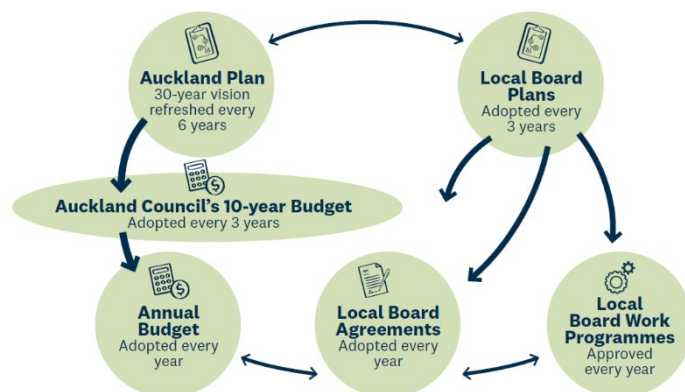 Auckland Plan
30-year vision
refreshed every
6 years
Local Board
Plans
Adopted every
3 years
$
Auckland Council's 10-year Budget
Adopted every 3 years
$
Annual
Budget
Adopted every
year
Local Board
Agreements
Adopted every
year
Local
Board Work
Programmes
Approved
every year